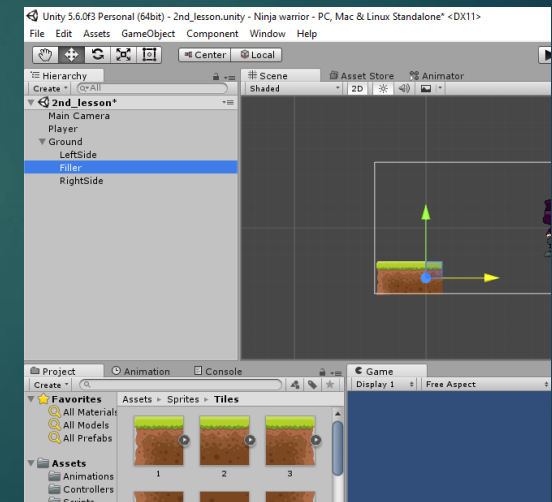 Unity 5.6.0f3 Personal (64bit) - 2nd_lesson.unity - Ninja warrior - PC, Mac & Linux Standalone* <DX11>
File Edit Assets GameObject Component Window Help
Center Local
Hierarchy
Create All
2nd_lesson*
Main Camera
Player
Ground
LeftSide
Filler
RightSide
Scene Asset Store Animator
Shaded 2D
Project Animation Console
Create
Favorites
All Materials
All Models
All Prefabs
Assets
Animations
Controllers
Scripts
Assets Sprites Tiles
1 2 3
Game
Display 1 Free Aspect